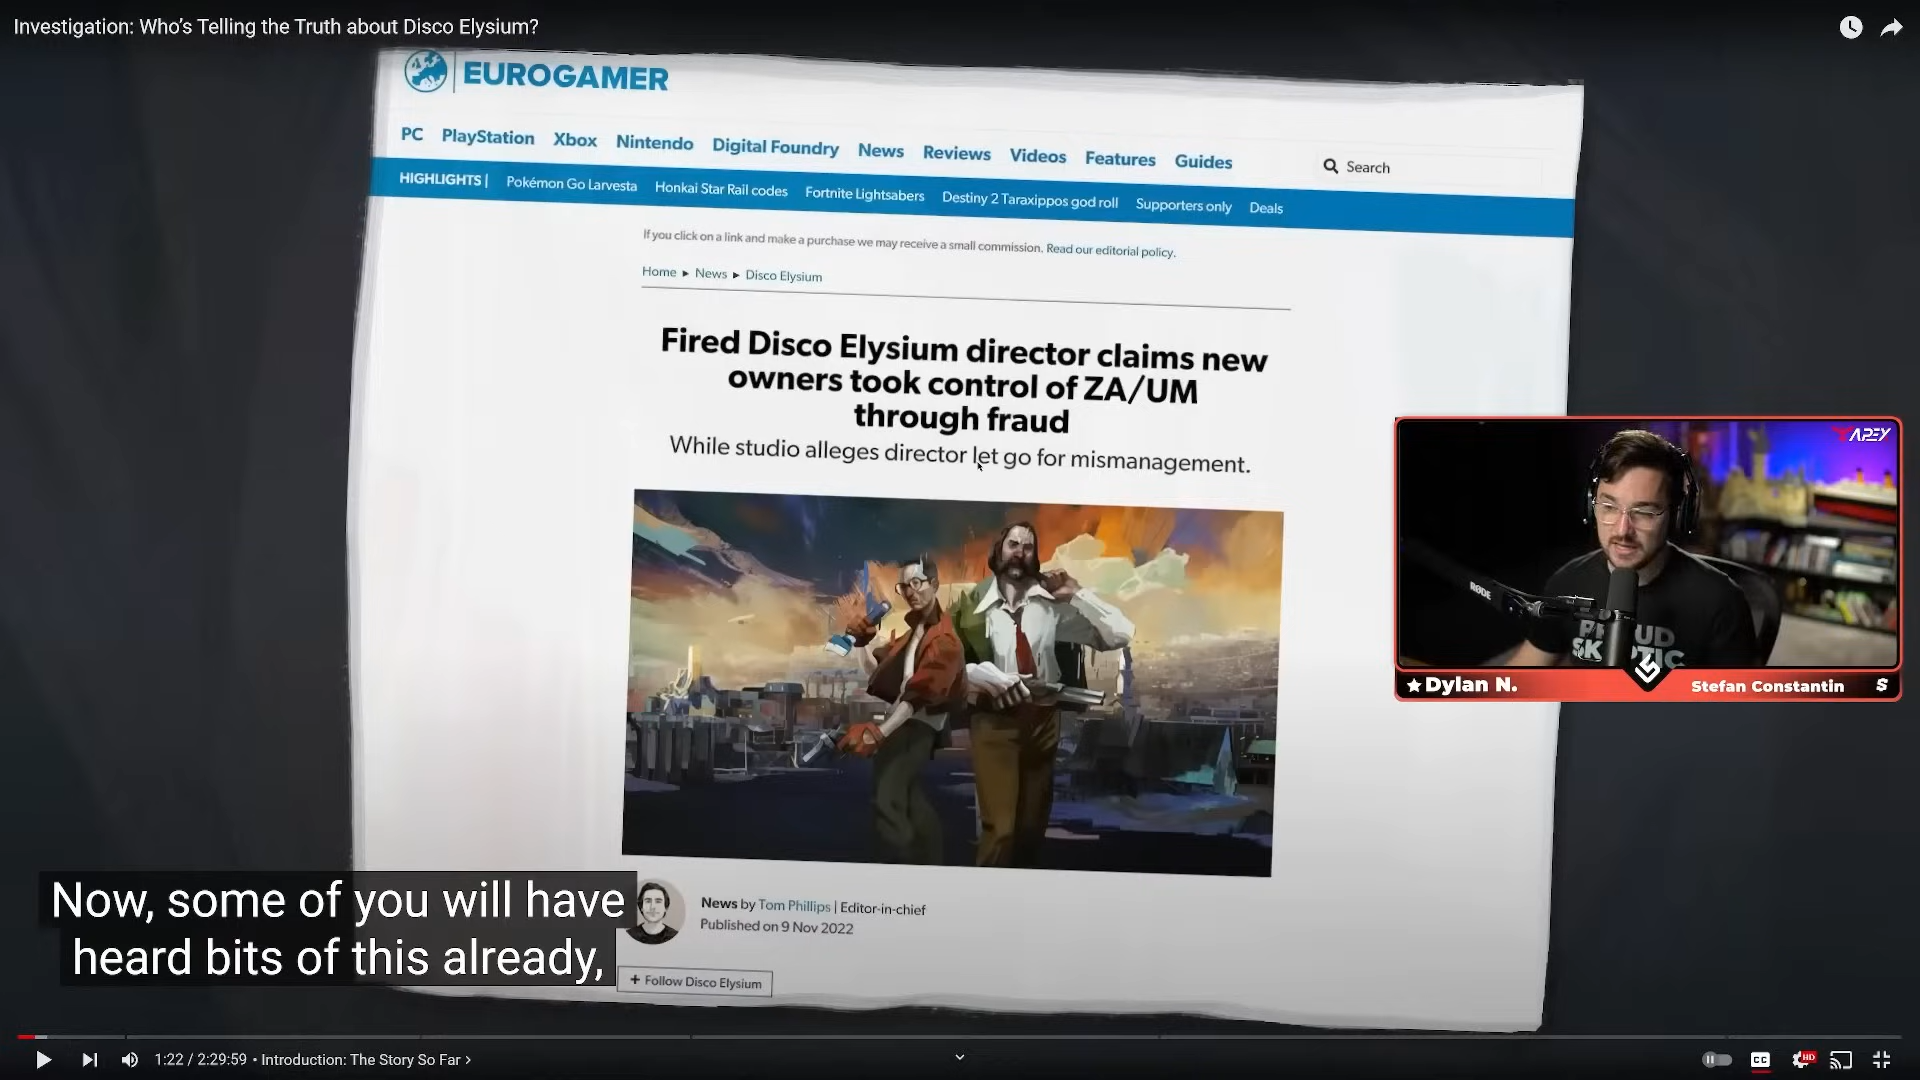 Investigation: Who's Telling the Truth about Disco Elysium?
EUROGAMER
PC PlayStation Xbox Nintendo Digital Foundry News Reviews Videos Features Guides Search
HIGHLIGHTS | Pokémon Go Larvesta Honkai Star Rail codes Fortnite Lightsabers Destiny 2 Taraxippos god roll Supporters only Deals
If you click on a link and make a purchase we may receive a small commission. Read our editorial policy.
Home ▸ News ▸ Disco Elysium
Fired Disco Elysium director claims new
owners took control of ZA/UM
through fraud
While studio alleges director let go for mismanagement.
APEX
RØDE
PROUD
SKEPTIC
★ Dylan N. Stefan Constantin $
Now, some of you will have
heard bits of this already,
News by Tom Phillips | Editor-in-chief
Published on 9 Nov 2022
+ Follow Disco Elysium
1:22 / 2:29:59 • Introduction: The Story So Far ›
CC HD